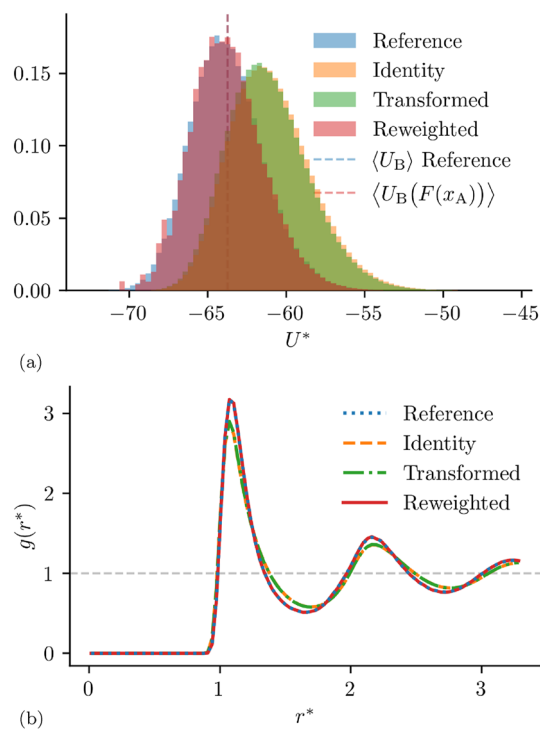 Reference
Identity
Transformed
Reweighted
⟨U_B⟩ Reference
⟨U_B(F(x_A))⟩
0.15
0.10
0.05
0.00
−70 −65 −60 −55 −50 −45
U*
(a)
Reference
Identity
Transformed
Reweighted
3
2
1
0
g(r*)
0 1 2 3
r*
(b)